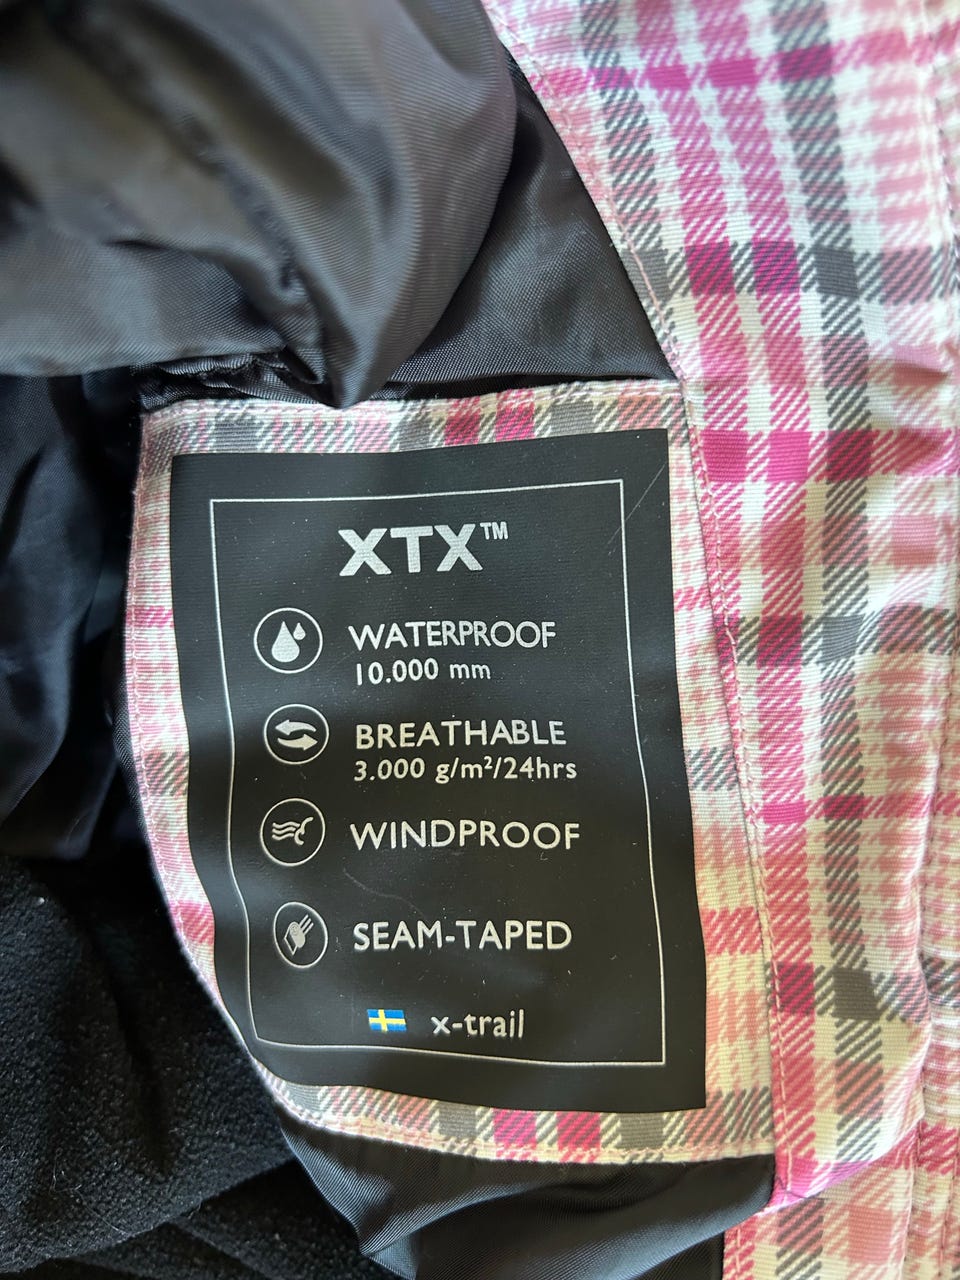 XTX™
WATERPROOF
10.000 mm
BREATHABLE
3.000 g/m²/24hrs
WINDPROOF
SEAM-TAPED
x-trail